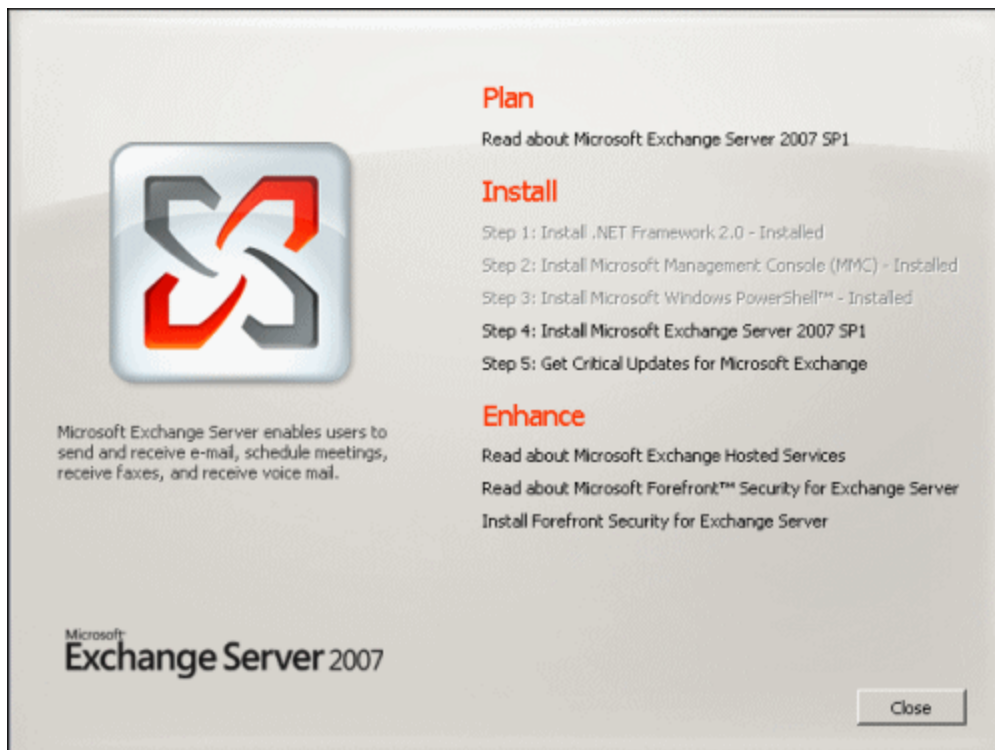 Plan
Read about Microsoft Exchange Server 2007 SP1
Install
Step 1: Install .NET Framework 2.0 - Installed
Step 2: Install Microsoft Management Console (MMC) - Installed
Step 3: Install Microsoft Windows PowerShell™ - Installed
Step 4: Install Microsoft Exchange Server 2007 SP1
Step 5: Get Critical Updates for Microsoft Exchange
Enhance
Read about Microsoft Exchange Hosted Services
Read about Microsoft Forefront™ Security for Exchange Server
Install Forefront Security for Exchange Server
Microsoft Exchange Server enables users to
send and receive e-mail, schedule meetings,
receive faxes, and receive voice mail.
Microsoft
Exchange Server 2007
Close